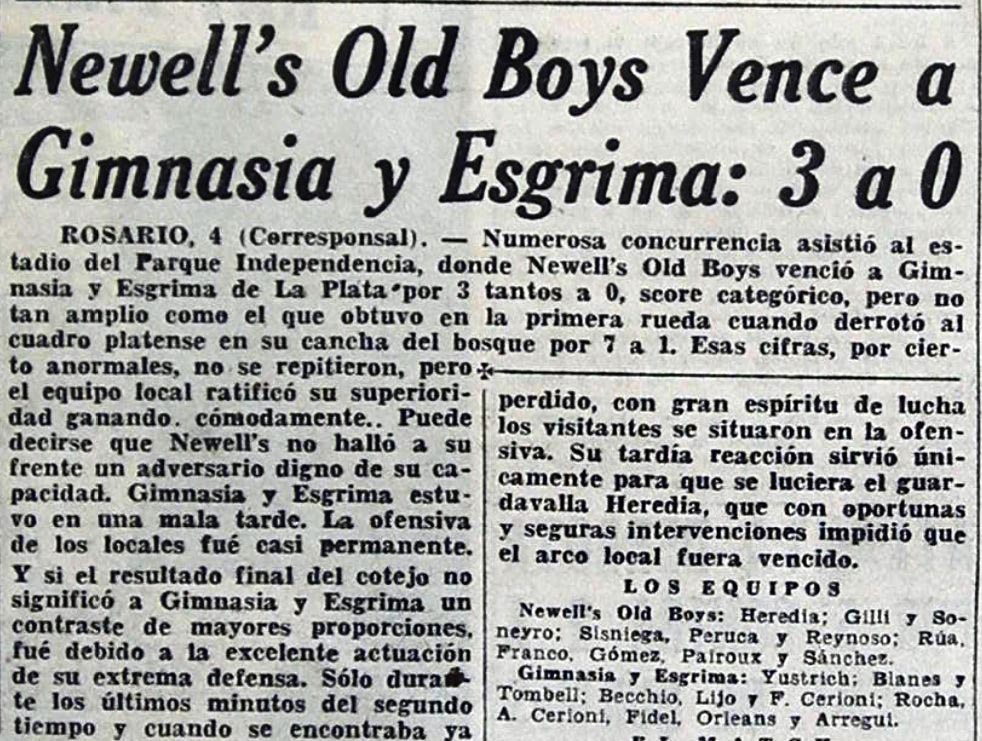 Newell's Old Boys Vence a
Gimnasia y Esgrima: 3 a 0
ROSARIO, 4 (Corresponsal). — Numerosa concurrencia asistió al es-
tadio del Parque Independencia, donde Newell's Old Boys venció a Gim-
nasia y Esgrima de La Plata por 3 tantos a 0, score categórico, pero no
tan amplio como el que obtuvo en la primera rueda cuando derrotó al
cuadro platense en su cancha del bosque por 7 a 1. Esas cifras, por cier-
to anormales, no se repitieron, pero
el equipo local ratificó su superiori-
dad ganando. cómodamente.. Puede
decirse que Newell's no halló a su
frente un adversario digno de su ca-
pacidad. Gimnasia y Esgrima estu-
vo en una mala tarde. La ofensiva
de los locales fué casi permanente.
Y si el resultado final del cotejo no
significó a Gimnasia y Esgrima un
contraste de mayores proporciones,
fué debido a la excelente actuación
de su extrema defensa. Sólo duran-
te los últimos minutos del segundo
tiempo y cuando se encontraba ya
perdido, con gran espíritu de lucha
los visitantes se situaron en la ofen-
siva. Su tardía reacción sirvió úni-
camente para que se luciera el guar-
davalla Heredia, que con oportunas
y seguras intervenciones impidió que
el arco local fuera vencido.
LOS EQUIPOS
Newell's Old Boys: Heredia; Gilli y So-
neyro; Sisniega, Peruca y Reynoso; Rúa,
Franco, Gómez, Pairoux y Sánchez.
Gimnasia y Esgrima: Yustrich; Blanes y
Tombell; Becchio, Lijo y F. Cerioni; Rocha,
A. Cerioni, Fidel, Orleans y Arregui.